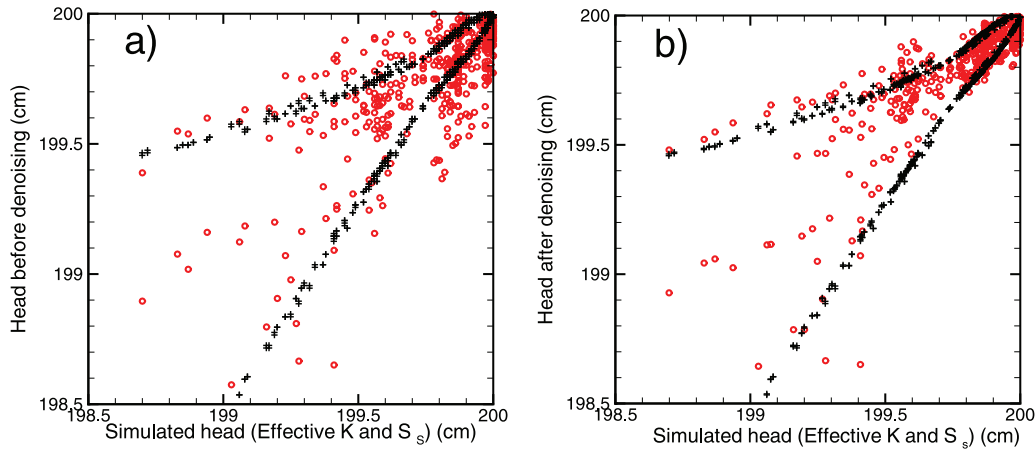 a)
Head before denoising (cm)
200
199.5
199
198.5
198.5 199 199.5 200
Simulated head (Effective K and S s) (cm)
b)
Head after denoising (cm)
200
199.5
199
198.5
198.5 199 199.5 200
Simulated head (Effective K and S s) (cm)